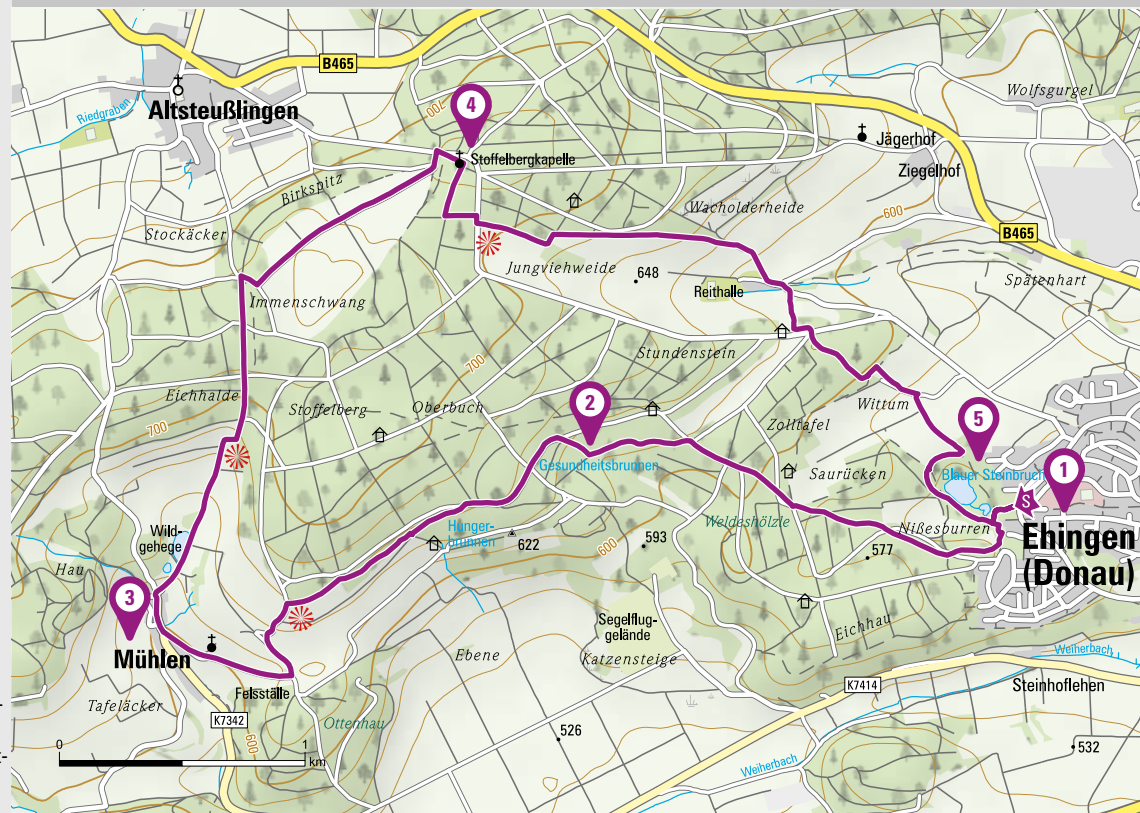 B465
Altsteußlingen
Riedgraben
700
4
Stoffelbergkapelle
Wolfsgurgel
Jägerhof
Ziegelhof
Birkspitz
Wacholderheide
600
B465
Stockäcker
Jungviehweide
648
Reithalle
Spätenhart
Immenschwang
Stundenstein
700
Eichhalde
Stoffelberg
Oberbuch
2
Wittum
5
700
Zolltafel
Gesundheitsbrunnen
Saurücken
Blauer Steinbruch
1
S
Wild-
gehege
Hunger-
brunnen
622
593
600
Weldeshölzle
Nißesburren
577
Ehingen
(Donau)
Hau
3
Segelflug-
gelände
Eichhau
Mühlen
Ebene
Katzensteige
Weiherbach
Felsställe
K7414
Steinhoflehen
Tafeläcker
K7342
600
Ottenhau
526
532
0
1
km
Weiherbach